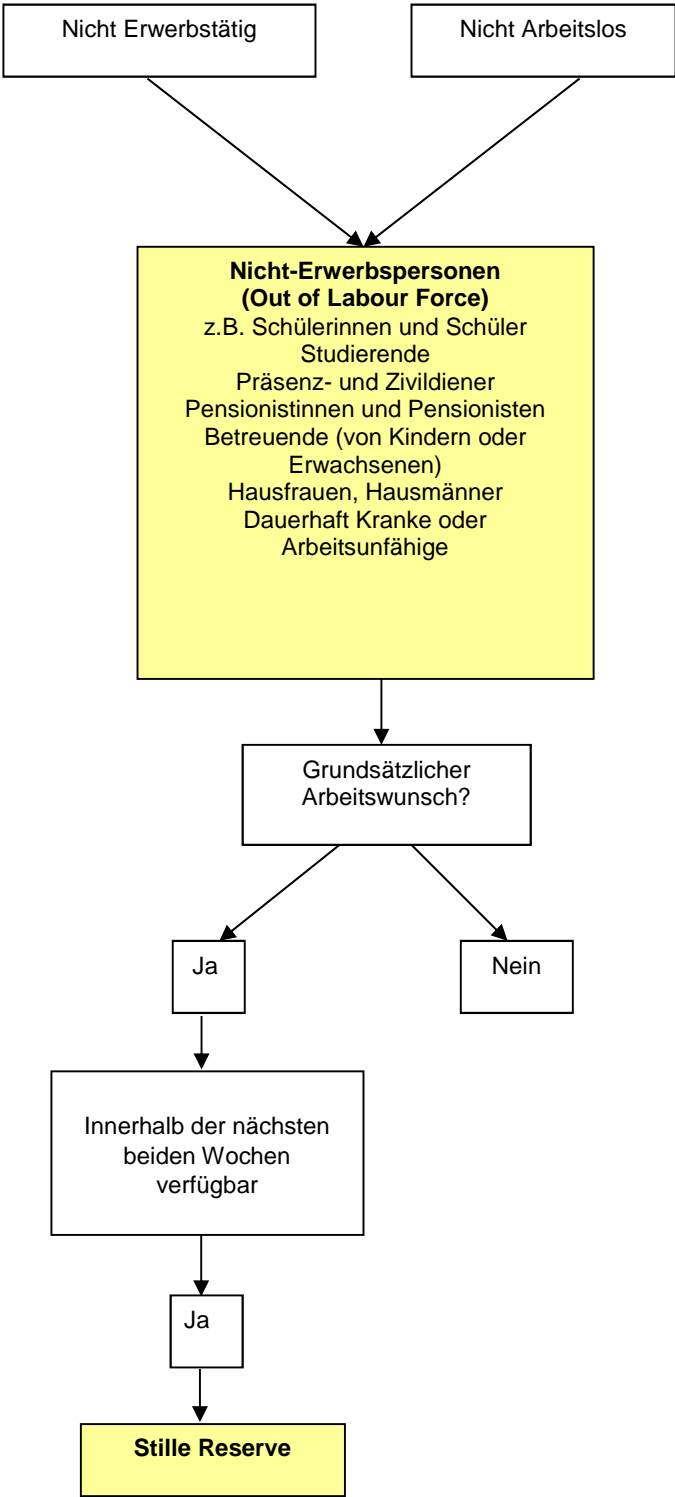 Nicht Erwerbstätig
Nicht Arbeitslos
Nicht-Erwerbspersonen
(Out of Labour Force)
z.B. Schülerinnen und Schüler
Studierende
Präsenz- und Zivildiener
Pensionistinnen und Pensionisten
Betreuende (von Kindern oder
Erwachsenen)
Hausfrauen, Hausmänner
Dauerhaft Kranke oder
Arbeitsunfähige
Grundsätzlicher
Arbeitswunsch?
Ja
Nein
Innerhalb der nächsten
beiden Wochen
verfügbar
Ja
Stille Reserve